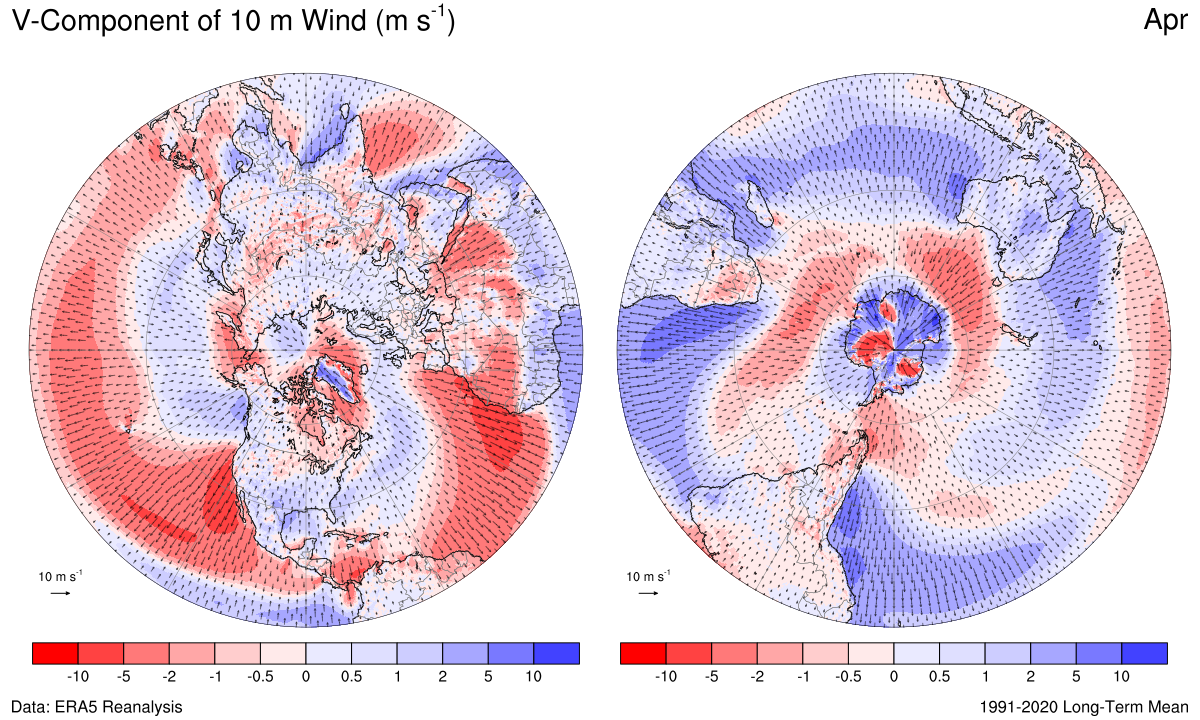 V-Component of 10 m Wind (m s⁻¹)
Apr
10 m s⁻¹
10 m s⁻¹
-10 -5 -2 -1 -0.5 0 0.5 1 2 5 10
-10 -5 -2 -1 -0.5 0 0.5 1 2 5 10
Data: ERA5 Reanalysis
1991-2020 Long-Term Mean